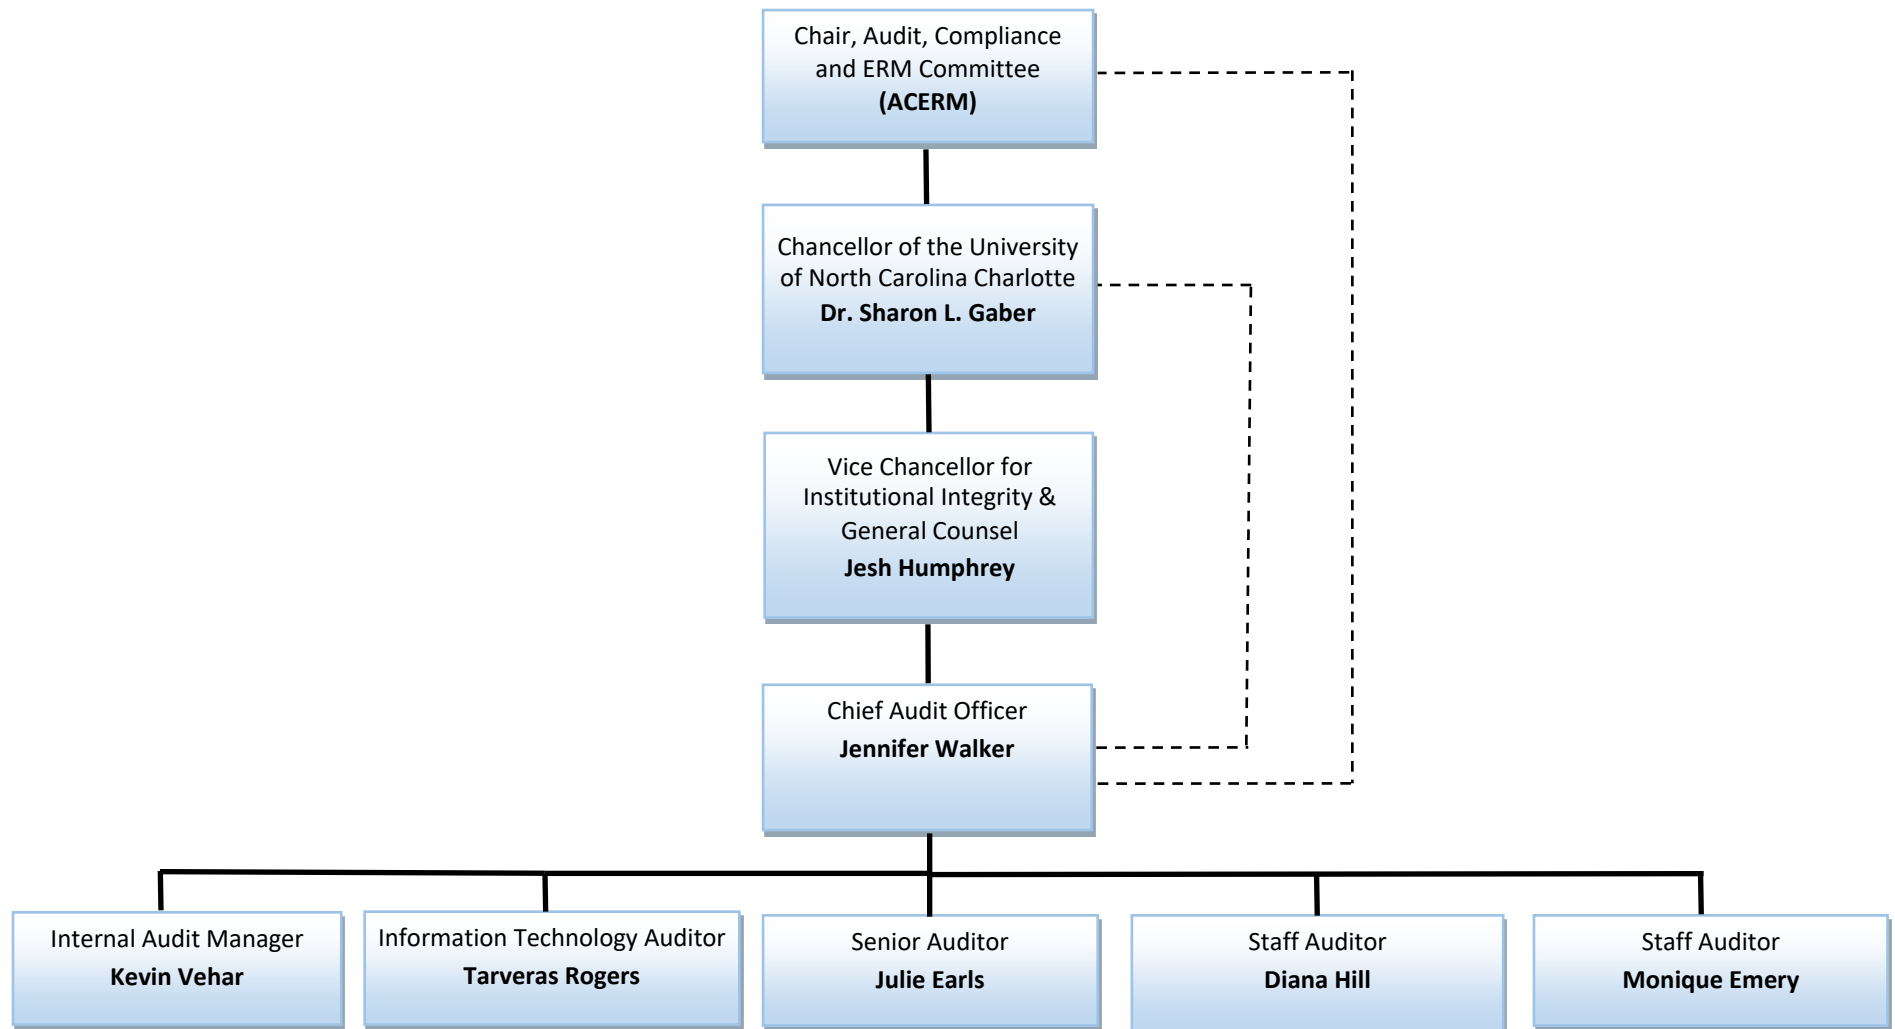 Chair, Audit, Compliance
and ERM Committee
(ACERM)
Chancellor of the University
of North Carolina Charlotte
Dr. Sharon L. Gaber
Vice Chancellor for
Institutional Integrity &
General Counsel
Jesh Humphrey
Chief Audit Officer
Jennifer Walker
Internal Audit Manager
Kevin Vehar
Information Technology Auditor
Tarveras Rogers
Senior Auditor
Julie Earls
Staff Auditor
Diana Hill
Staff Auditor
Monique Emery